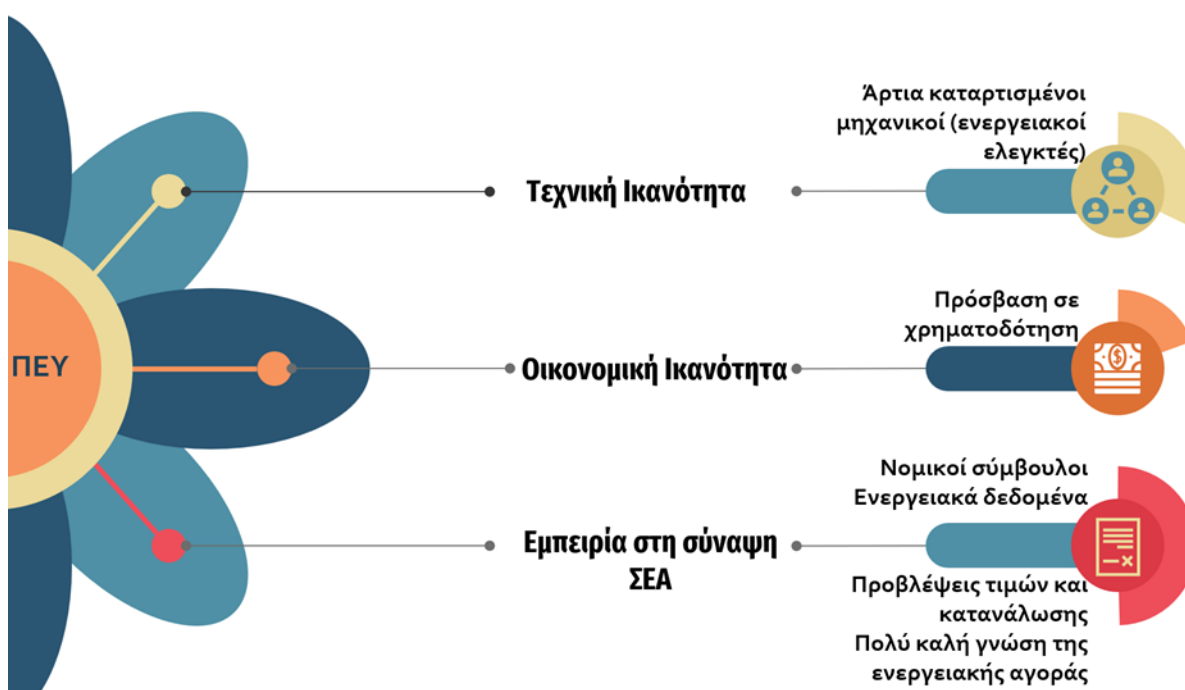 Άρτια καταρτισμένοι
μηχανικοί (ενεργειακοί
ελεγκτές)
Τεχνική Ικανότητα
Πρόσβαση σε
χρηματοδότηση
ΠΕΥ
Οικονομική Ικανότητα
Νομικοί σύμβουλοι
Ενεργειακά δεδομένα
Εμπειρία στη σύναψη
ΣΕΑ
Προβλέψεις τιμών και
κατανάλωσης
Πολύ καλή γνώση της
ενεργειακής αγοράς